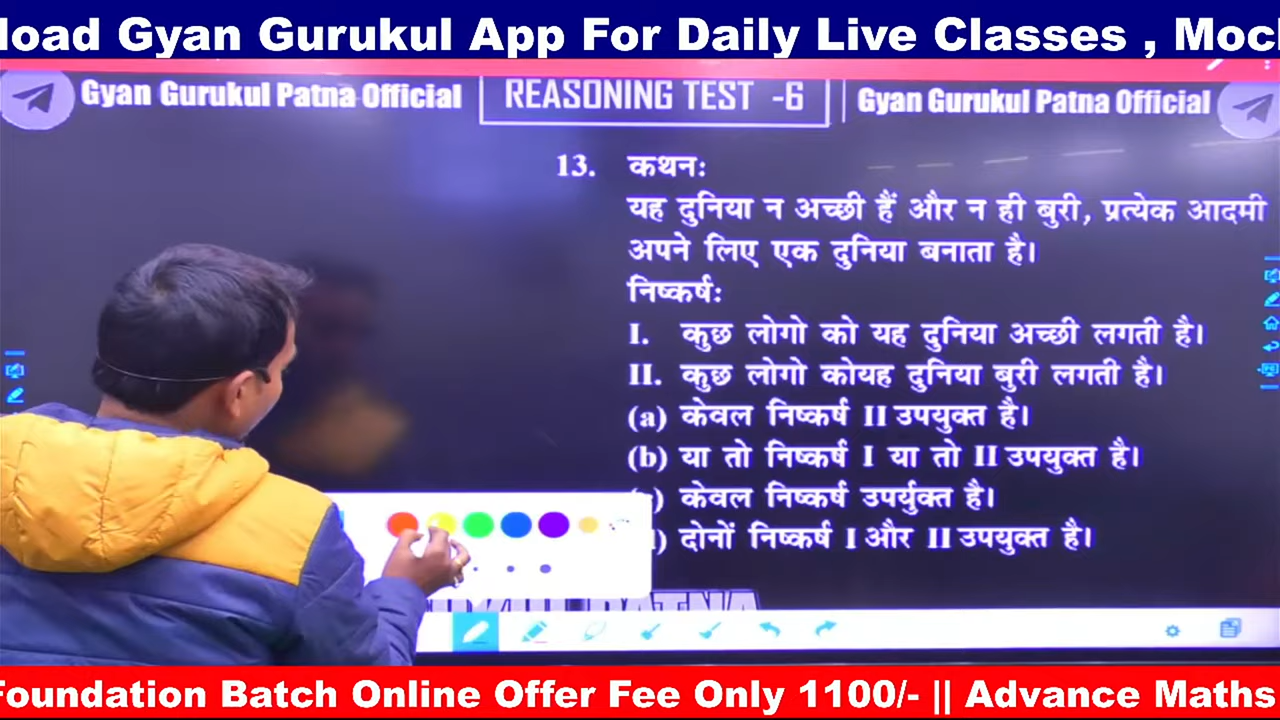 load Gyan Gurukul App For Daily Live Classes , Moc
Gyan Gurukul Patna Official
REASONING TEST -6
Gyan Gurukul Patna Official
13. कथनः
यह दुनिया न अच्छी हैं और न ही बुरी, प्रत्येक आदमी
अपने लिए एक दुनिया बनाता है।
निष्कर्षः
I. कुछ लोगो को यह दुनिया अच्छी लगती है।
II. कुछ लोगो कोयह दुनिया बुरी लगती है।
(a) केवल निष्कर्ष II उपयुक्त है।
(b) या तो निष्कर्ष I या तो II उपयुक्त है।
केवल निष्कर्ष उपर्युक्त है।
दोनों निष्कर्ष I और II उपयुक्त है।
PATNA
Foundation Batch Online Offer Fee Only 1100/- || Advance Maths